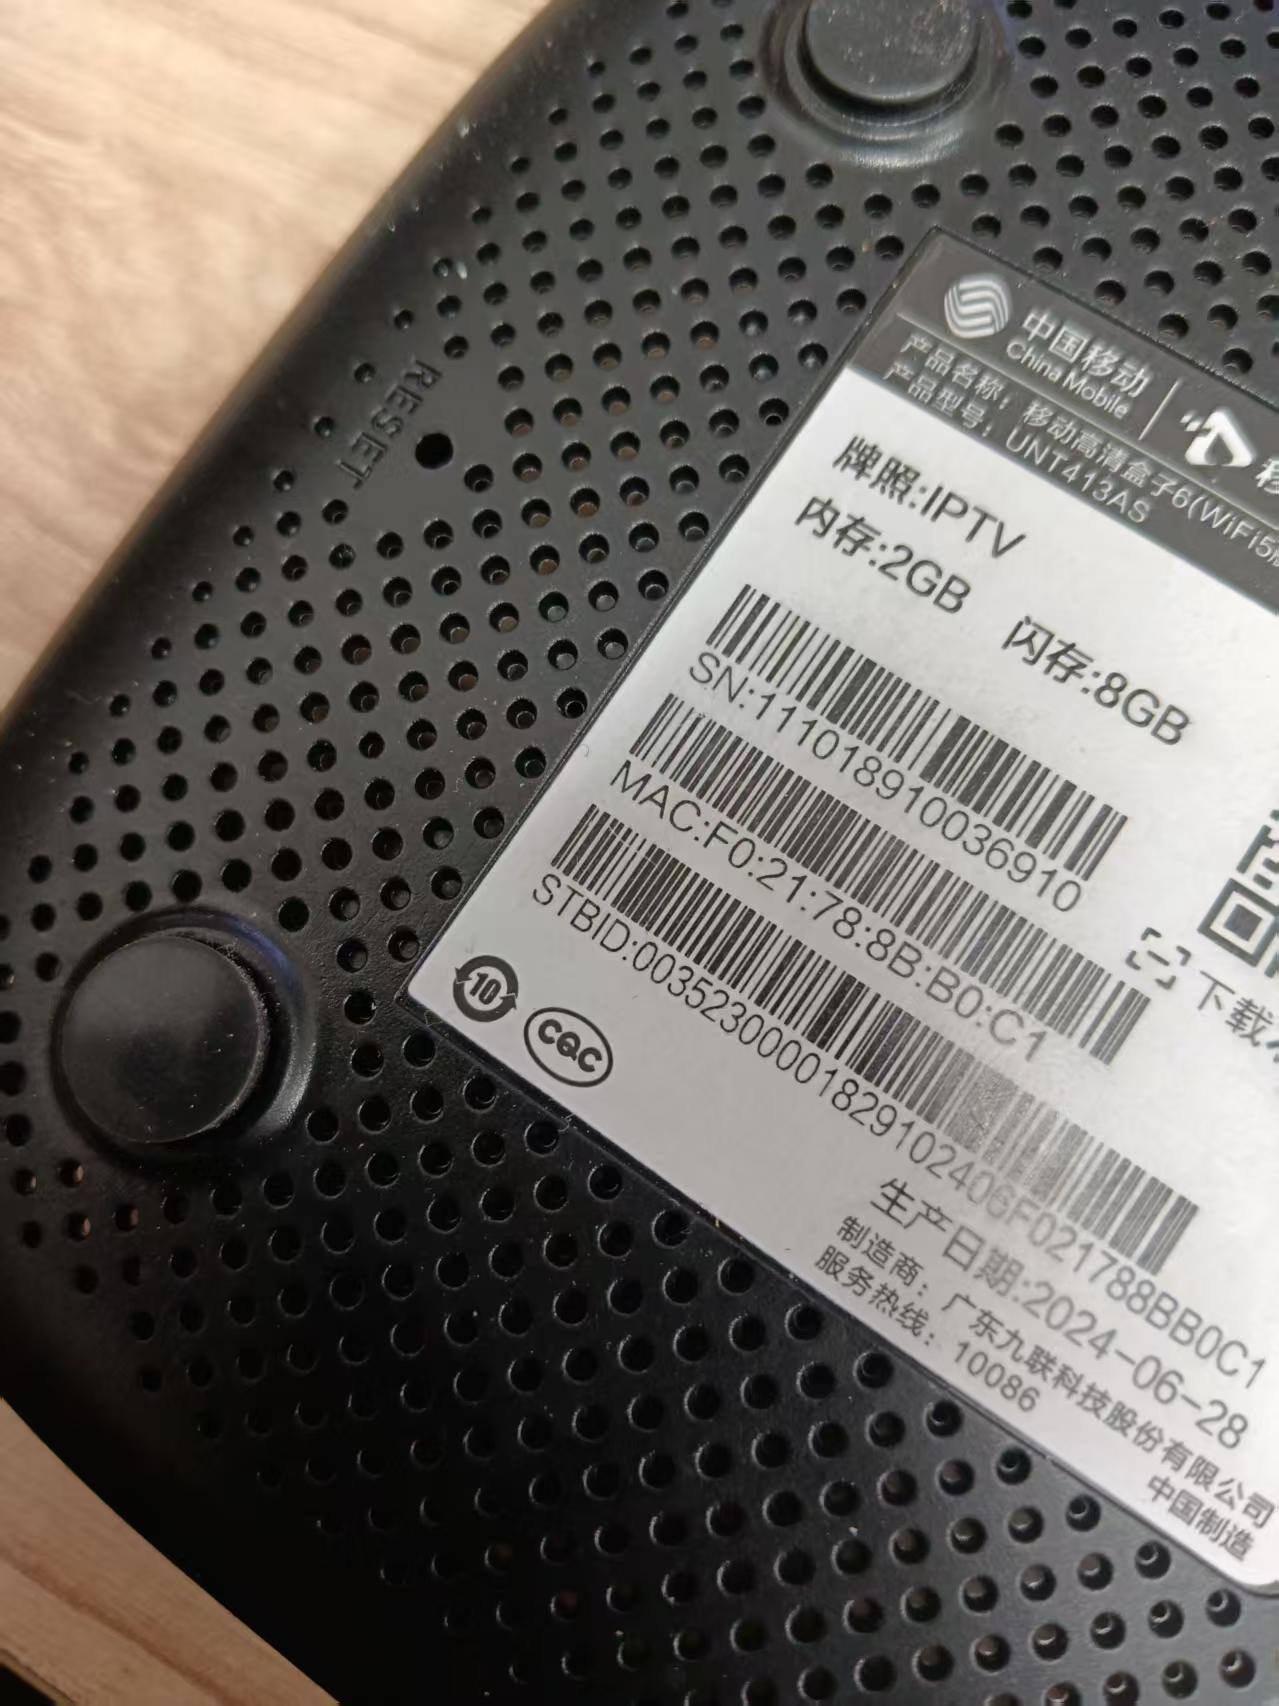 RESET
中国移动
China Mobile
产品名称：移动高清盒子6(WiFi5
产品型号：UNT413AS
牌照:IPTV
内存:2GB 闪存:8GB
SN:111018910036910
MAC:F0:21:78:8B:B0:C1
STBID:00352300001829102406F021788BB0C1
下载
10
CQC
生产日期:2024-06-28
制造商：广东九联科技股份有限公司
服务热线：10086
中国制造